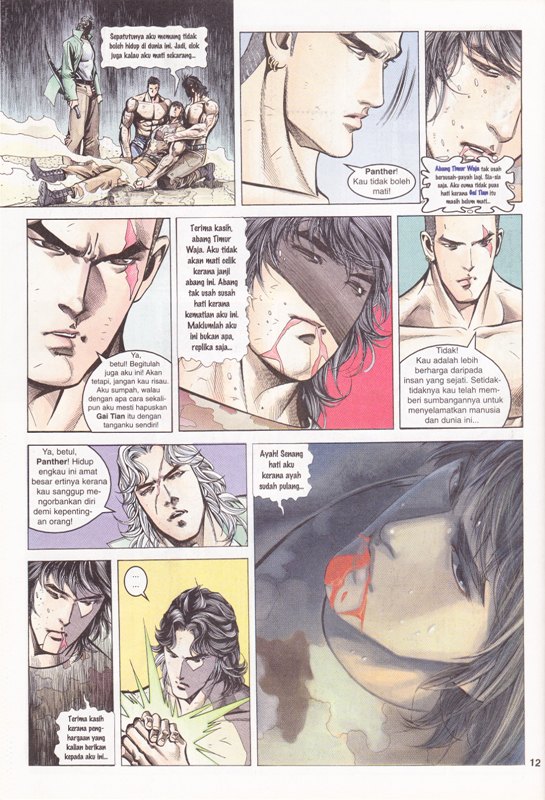 Sepatutunya aku memang tidak
boleh hidup di dunia ini. Jadi, elok
juga kalau aku mati sekarang...
Panther!
Kau tidak boleh
mati!
Abang Timur Waja tak usah
bersusah-payah lagi. Sia-sia
saja. Aku cuma tidak puas
hati kerana Gai Tian itu
masih belum mati..
Ya,
betul! Begitulah
juga aku ini! Akan
tetapi, jangan kau risau.
Aku sumpah, walau
dengan apa cara sekali-
pun aku mesti hapuskan
Gai Tian itu dengan
tanganku sendiri!
Terima kasih,
abang Timur
Waja. Aku tidak
akan mati celik
kerana janji
abang ini. Abang
tak usah susah
hati kerana
kematian aku ini.
Maklumlah aku
ini bukan apa,
replika saja...
Tidak!
Kau adalah lebih
berharga daripada
insan yang sejati. Setidak-
tidaknya kau telah mem-
beri sumbangannya untuk
menyelamatkan manusia
dan dunia ini...
Ya, betul,
Panther! Hidup
engkau ini amat
besar ertinya kerana
kau sanggup me-
ngorbankan diri
demi kepenting-
an orang!
Ayah! Senang
hati aku
kerana ayah
sudah pulang...
Terima kasih
kerana peng-
hargaan yang
kalian berikan
kepada aku ini...
...
12